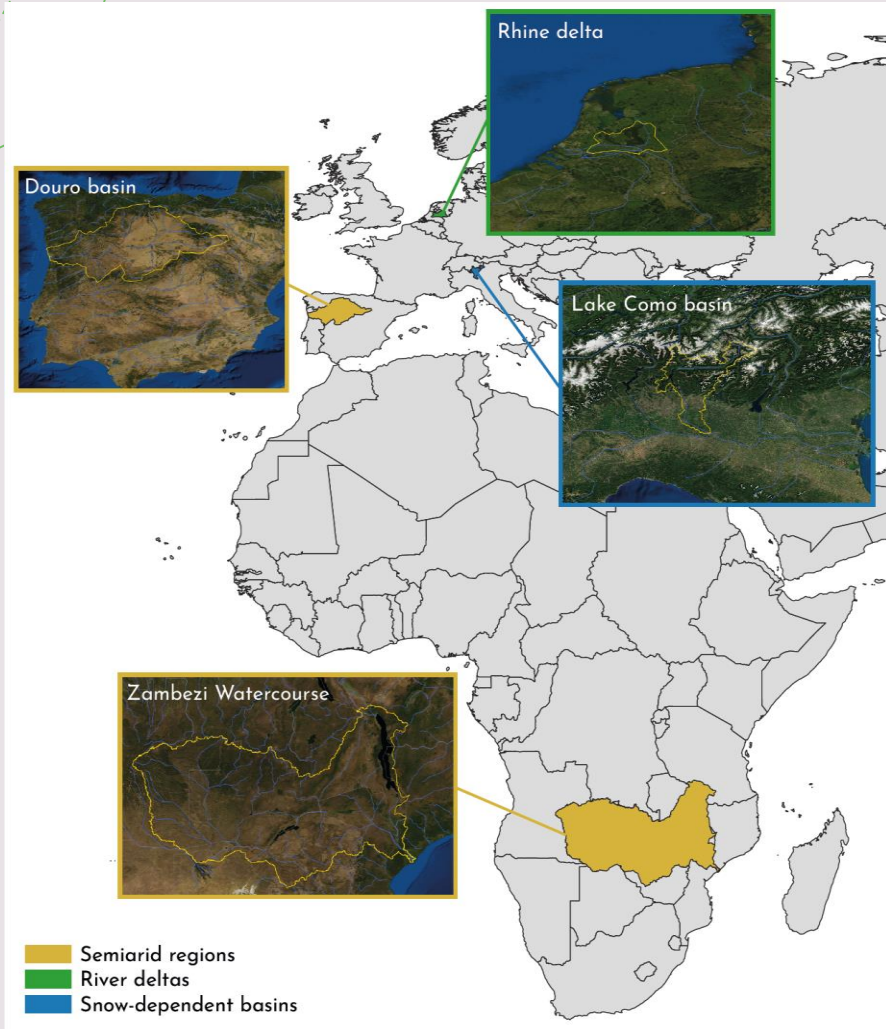 Rhine delta
Douro basin
Lake Como basin
Zambezi Watercourse
Semiarid regions
River deltas
Snow-dependent basins